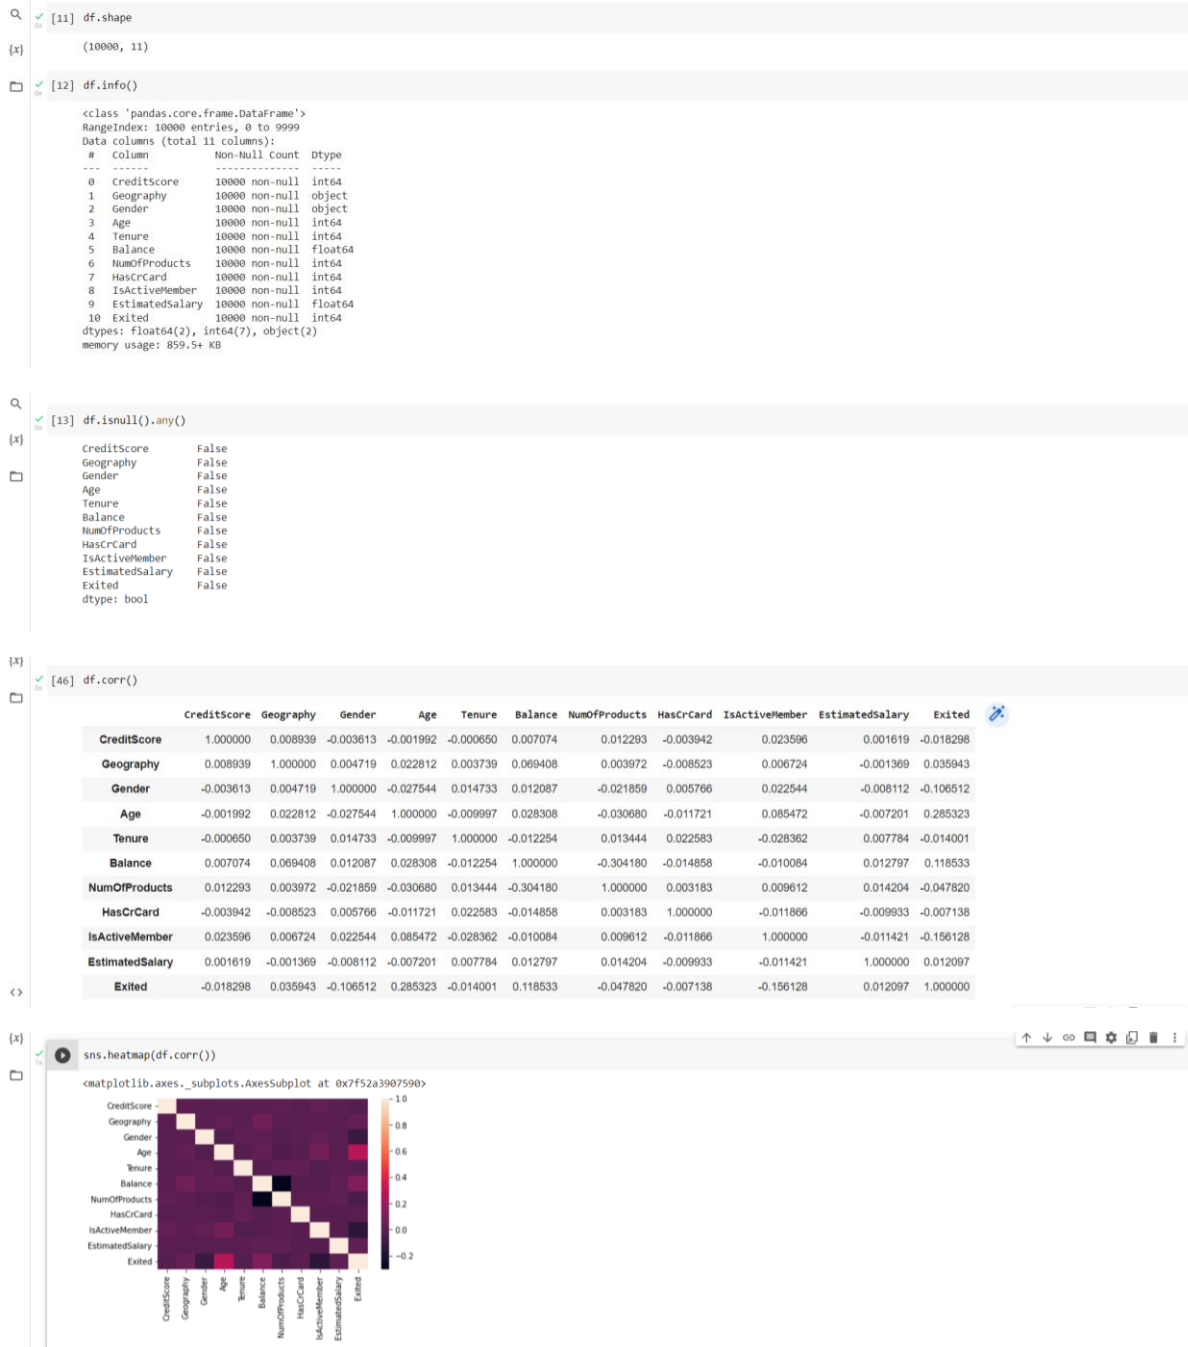 [11] df.shape
(10000, 11)
{x}
[12] df.info()
<class 'pandas.core.frame.DataFrame'>
RangeIndex: 10000 entries, 0 to 9999
Data columns (total 11 columns):
# Column Non-Null Count Dtype
--- ------ -------------- -----
0 CreditScore 10000 non-null int64
1 Geography 10000 non-null object
2 Gender 10000 non-null object
3 Age 10000 non-null int64
4 Tenure 10000 non-null int64
5 Balance 10000 non-null float64
6 NumOfProducts 10000 non-null int64
7 HasCrCard 10000 non-null int64
8 IsActiveMember 10000 non-null int64
9 EstimatedSalary 10000 non-null float64
10 Exited 10000 non-null int64
dtypes: float64(2), int64(7), object(2)
memory usage: 859.5+ KB
[13] df.isnull().any()
{x}
CreditScore False
Geography False
Gender False
Age False
Tenure False
Balance False
NumOfProducts False
HasCrCard False
IsActiveMember False
EstimatedSalary False
Exited False
dtype: bool
{x}
[46] df.corr()
CreditScore Geography Gender Age Tenure Balance NumOfProducts HasCrCard IsActiveMember EstimatedSalary Exited
CreditScore 1.000000 0.008939 -0.003613 -0.001992 -0.000650 0.007074 0.012293 -0.003942 0.023596 0.001619 -0.018298
Geography 0.008939 1.000000 0.004719 0.022812 0.003739 0.069408 0.003972 -0.008523 0.006724 -0.001369 0.035943
Gender -0.003613 0.004719 1.000000 -0.027544 0.014733 0.012087 -0.021859 0.005766 0.022544 -0.008112 -0.106512
Age -0.001992 0.022812 -0.027544 1.000000 -0.009997 0.028308 -0.030680 -0.011721 0.085472 -0.007201 0.285323
Tenure -0.000650 0.003739 0.014733 -0.009997 1.000000 -0.012254 0.013444 0.022583 -0.028362 0.007784 -0.014001
Balance 0.007074 0.069408 0.012087 0.028308 -0.012254 1.000000 -0.304180 -0.014858 -0.010084 0.012797 0.118533
NumOfProducts 0.012293 0.003972 -0.021859 -0.030680 0.013444 -0.304180 1.000000 0.003183 0.009612 0.014204 -0.047820
HasCrCard -0.003942 -0.008523 0.005766 -0.011721 0.022583 -0.014858 0.003183 1.000000 -0.011866 -0.009933 -0.007138
IsActiveMember 0.023596 0.006724 0.022544 0.085472 -0.028362 -0.010084 0.009612 -0.011866 1.000000 -0.011421 -0.156128
EstimatedSalary 0.001619 -0.001369 -0.008112 -0.007201 0.007784 0.012797 0.014204 -0.009933 -0.011421 1.000000 0.012097
Exited -0.018298 0.035943 -0.106512 0.285323 -0.014001 0.118533 -0.047820 -0.007138 -0.156128 0.012097 1.000000
<>
{x}
sns.heatmap(df.corr())
<matplotlib.axes._subplots.AxesSubplot at 0x7f52a3907590>
CreditScore
Geography
Gender
Age
Tenure
Balance
NumOfProducts
HasCrCard
IsActiveMember
EstimatedSalary
Exited
1.0
0.8
0.6
0.4
0.2
0.0
−0.2
CreditScore
Geography
Gender
Age
Tenure
Balance
NumOfProducts
HasCrCard
IsActiveMember
EstimatedSalary
Exited